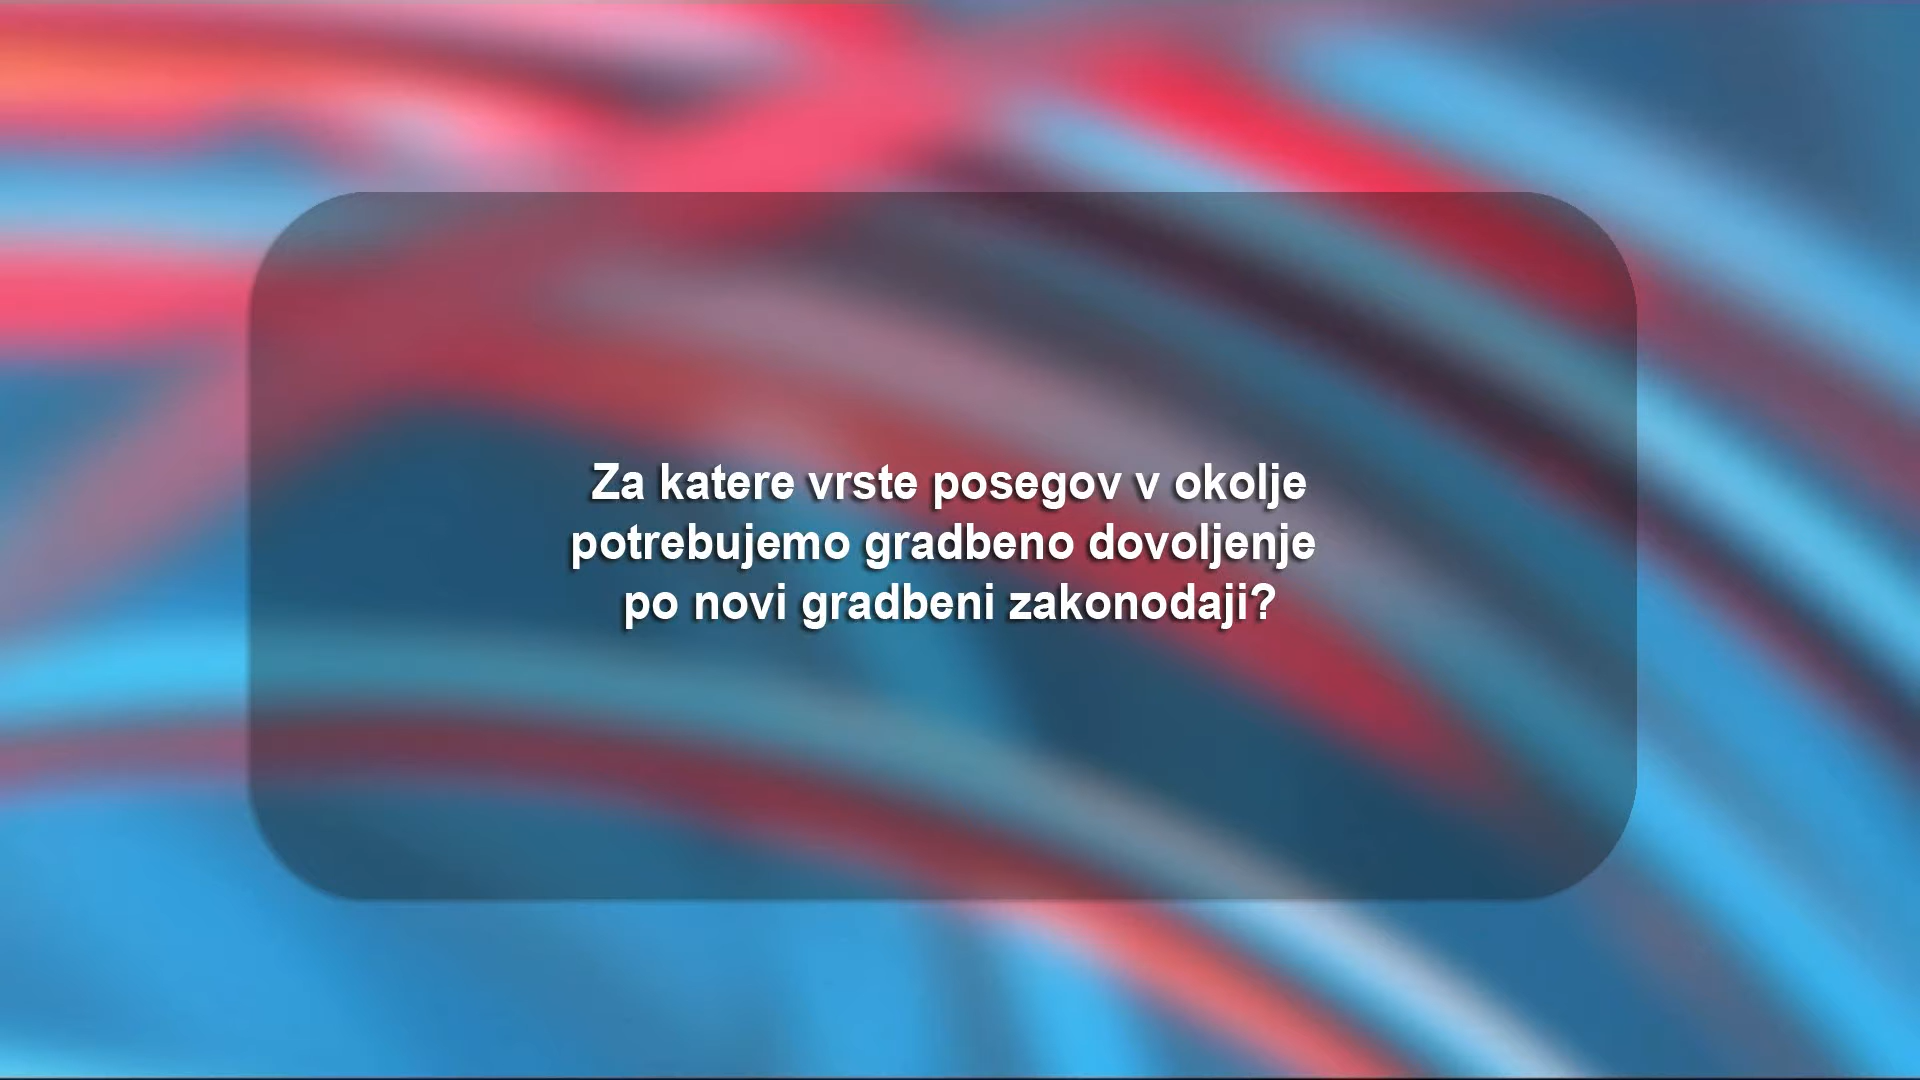 Za katere vrste posegov v okolje
potrebujemo gradbeno dovoljenje
po novi gradbeni zakonodaji?